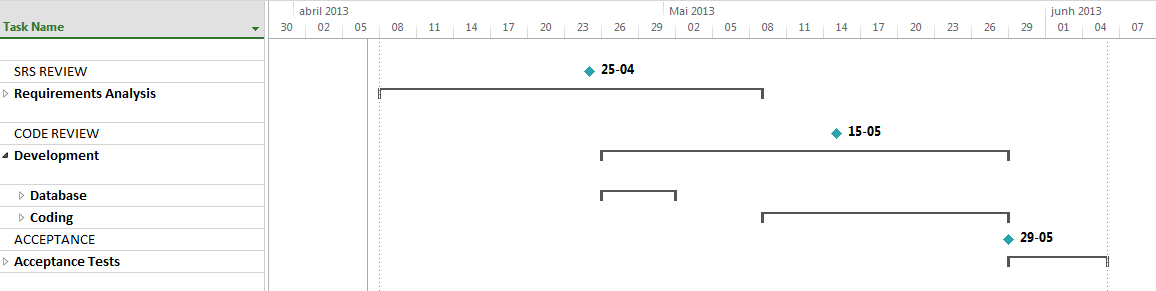 abril 2013 Mai 2013 junh 2013
Task Name
30 02 05 08 11 14 17 20 23 26 29 02 05 08 11 14 17 20 23 26 29 01 04 07
SRS REVIEW 25-04
Requirements Analysis
CODE REVIEW 15-05
Development
Database
Coding
ACCEPTANCE 29-05
Acceptance Tests